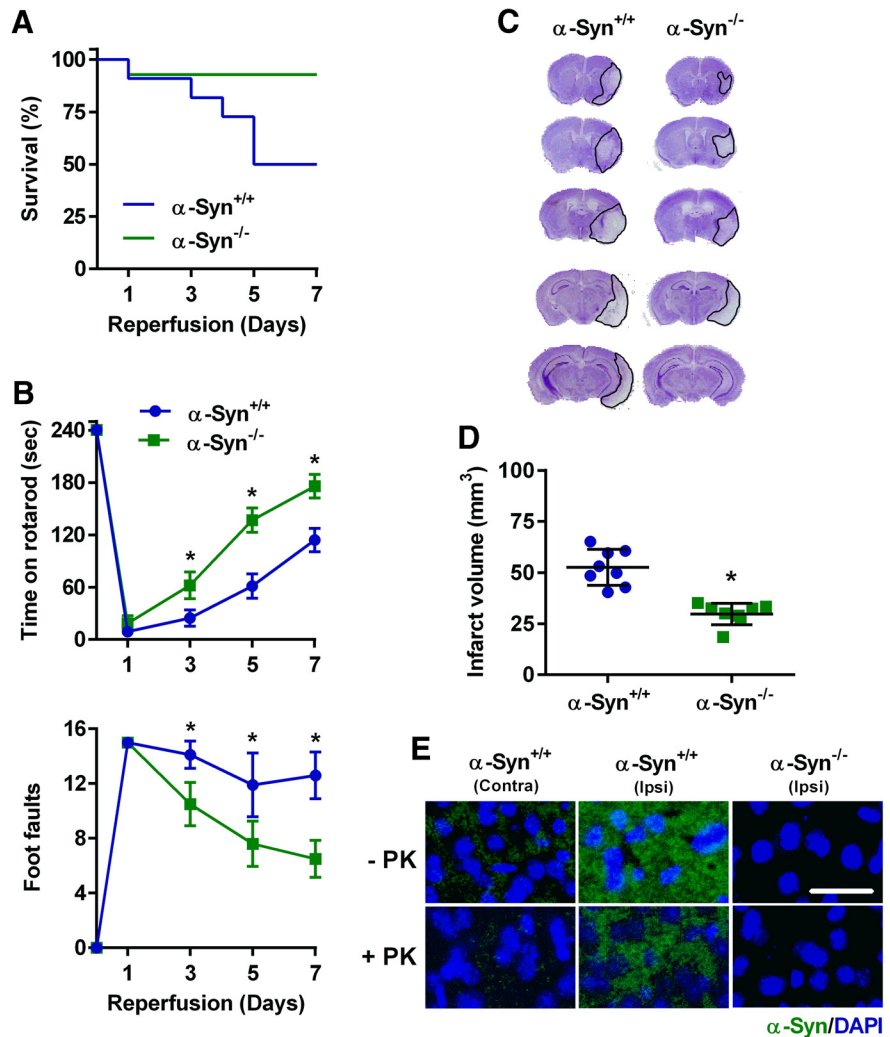 A
Survival (%)
100
75
50
25
0
α-Syn+/+
α-Syn-/-
1 3 5 7
Reperfusion (Days)
B
α-Syn+/+
α-Syn-/-
Time on rotarod (sec)
240
180
120
60
0
* * *
1 3 5 7
Foot faults
16
12
8
4
0
* * *
1 3 5 7
Reperfusion (Days)
C
α-Syn+/+ α-Syn-/-
D
Infarct volume (mm3)
100
75
50
25
0
*
α-Syn+/+ α-Syn-/-
E
α-Syn+/+ α-Syn+/+ α-Syn-/-
(Contra) (Ipsi) (Ipsi)
- PK
+ PK
α-Syn/DAPI